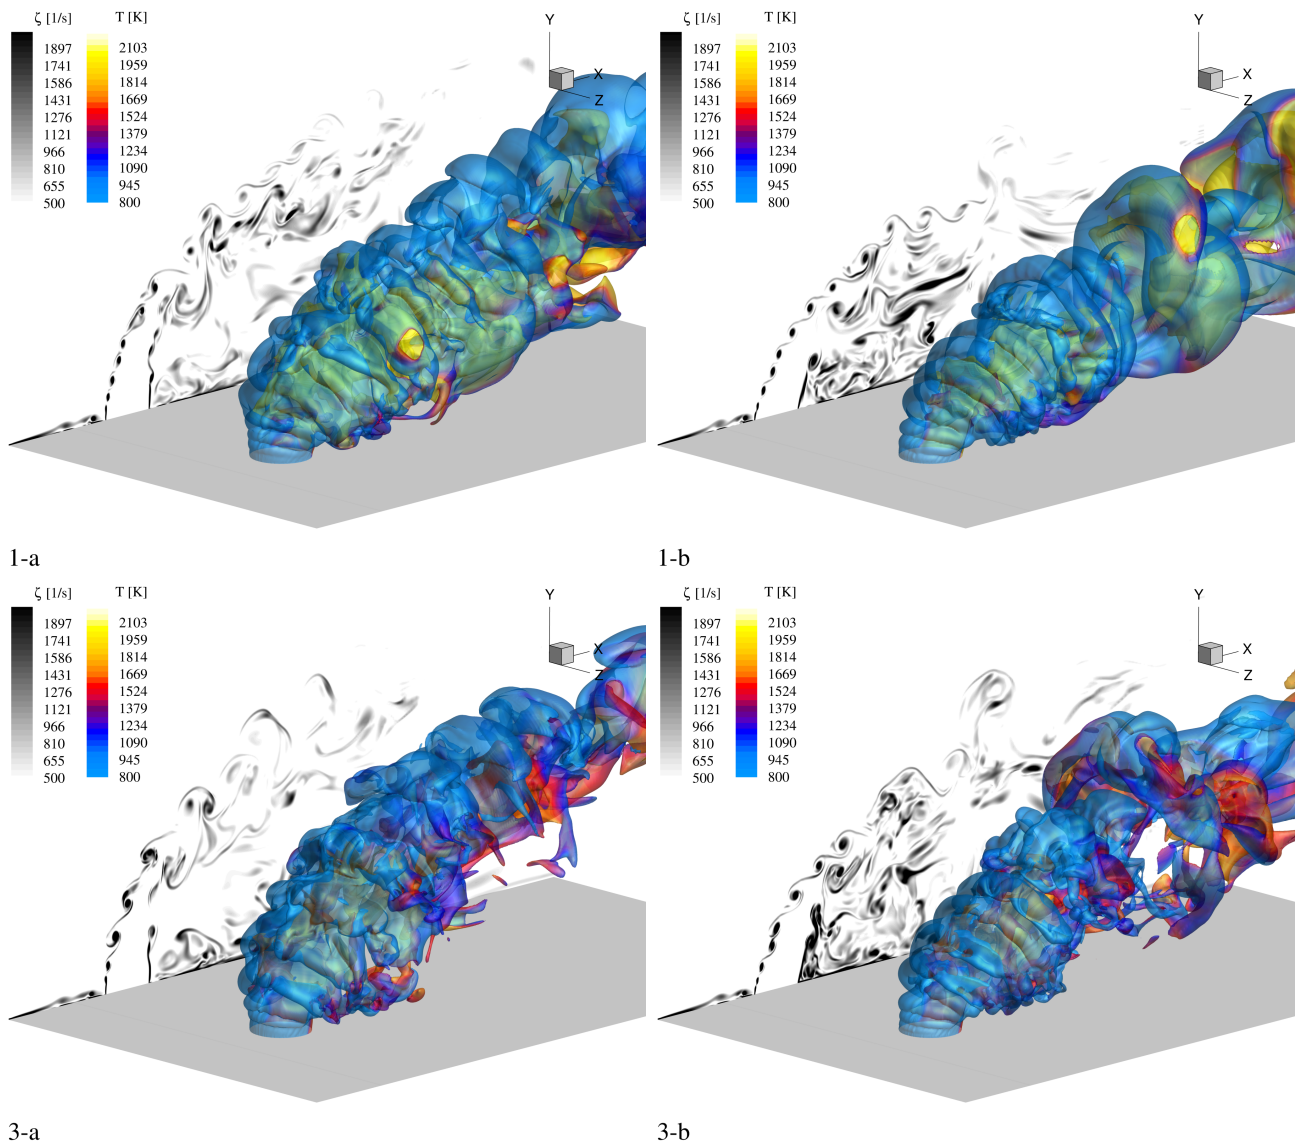 ζ [1/s] T [K]
1897 2103
1741 1959
1586 1814
1431 1669
1276 1524
1121 1379
966 1234
810 1090
655 945
500 800
Y
X
Z
1-a
ζ [1/s] T [K]
1897 2103
1741 1959
1586 1814
1431 1669
1276 1524
1121 1379
966 1234
810 1090
655 945
500 800
Y
X
Z
1-b
ζ [1/s] T [K]
1897 2103
1741 1959
1586 1814
1431 1669
1276 1524
1121 1379
966 1234
810 1090
655 945
500 800
Y
X
Z
3-a
ζ [1/s] T [K]
1897 2103
1741 1959
1586 1814
1431 1669
1276 1524
1121 1379
966 1234
810 1090
655 945
500 800
Y
X
Z
3-b